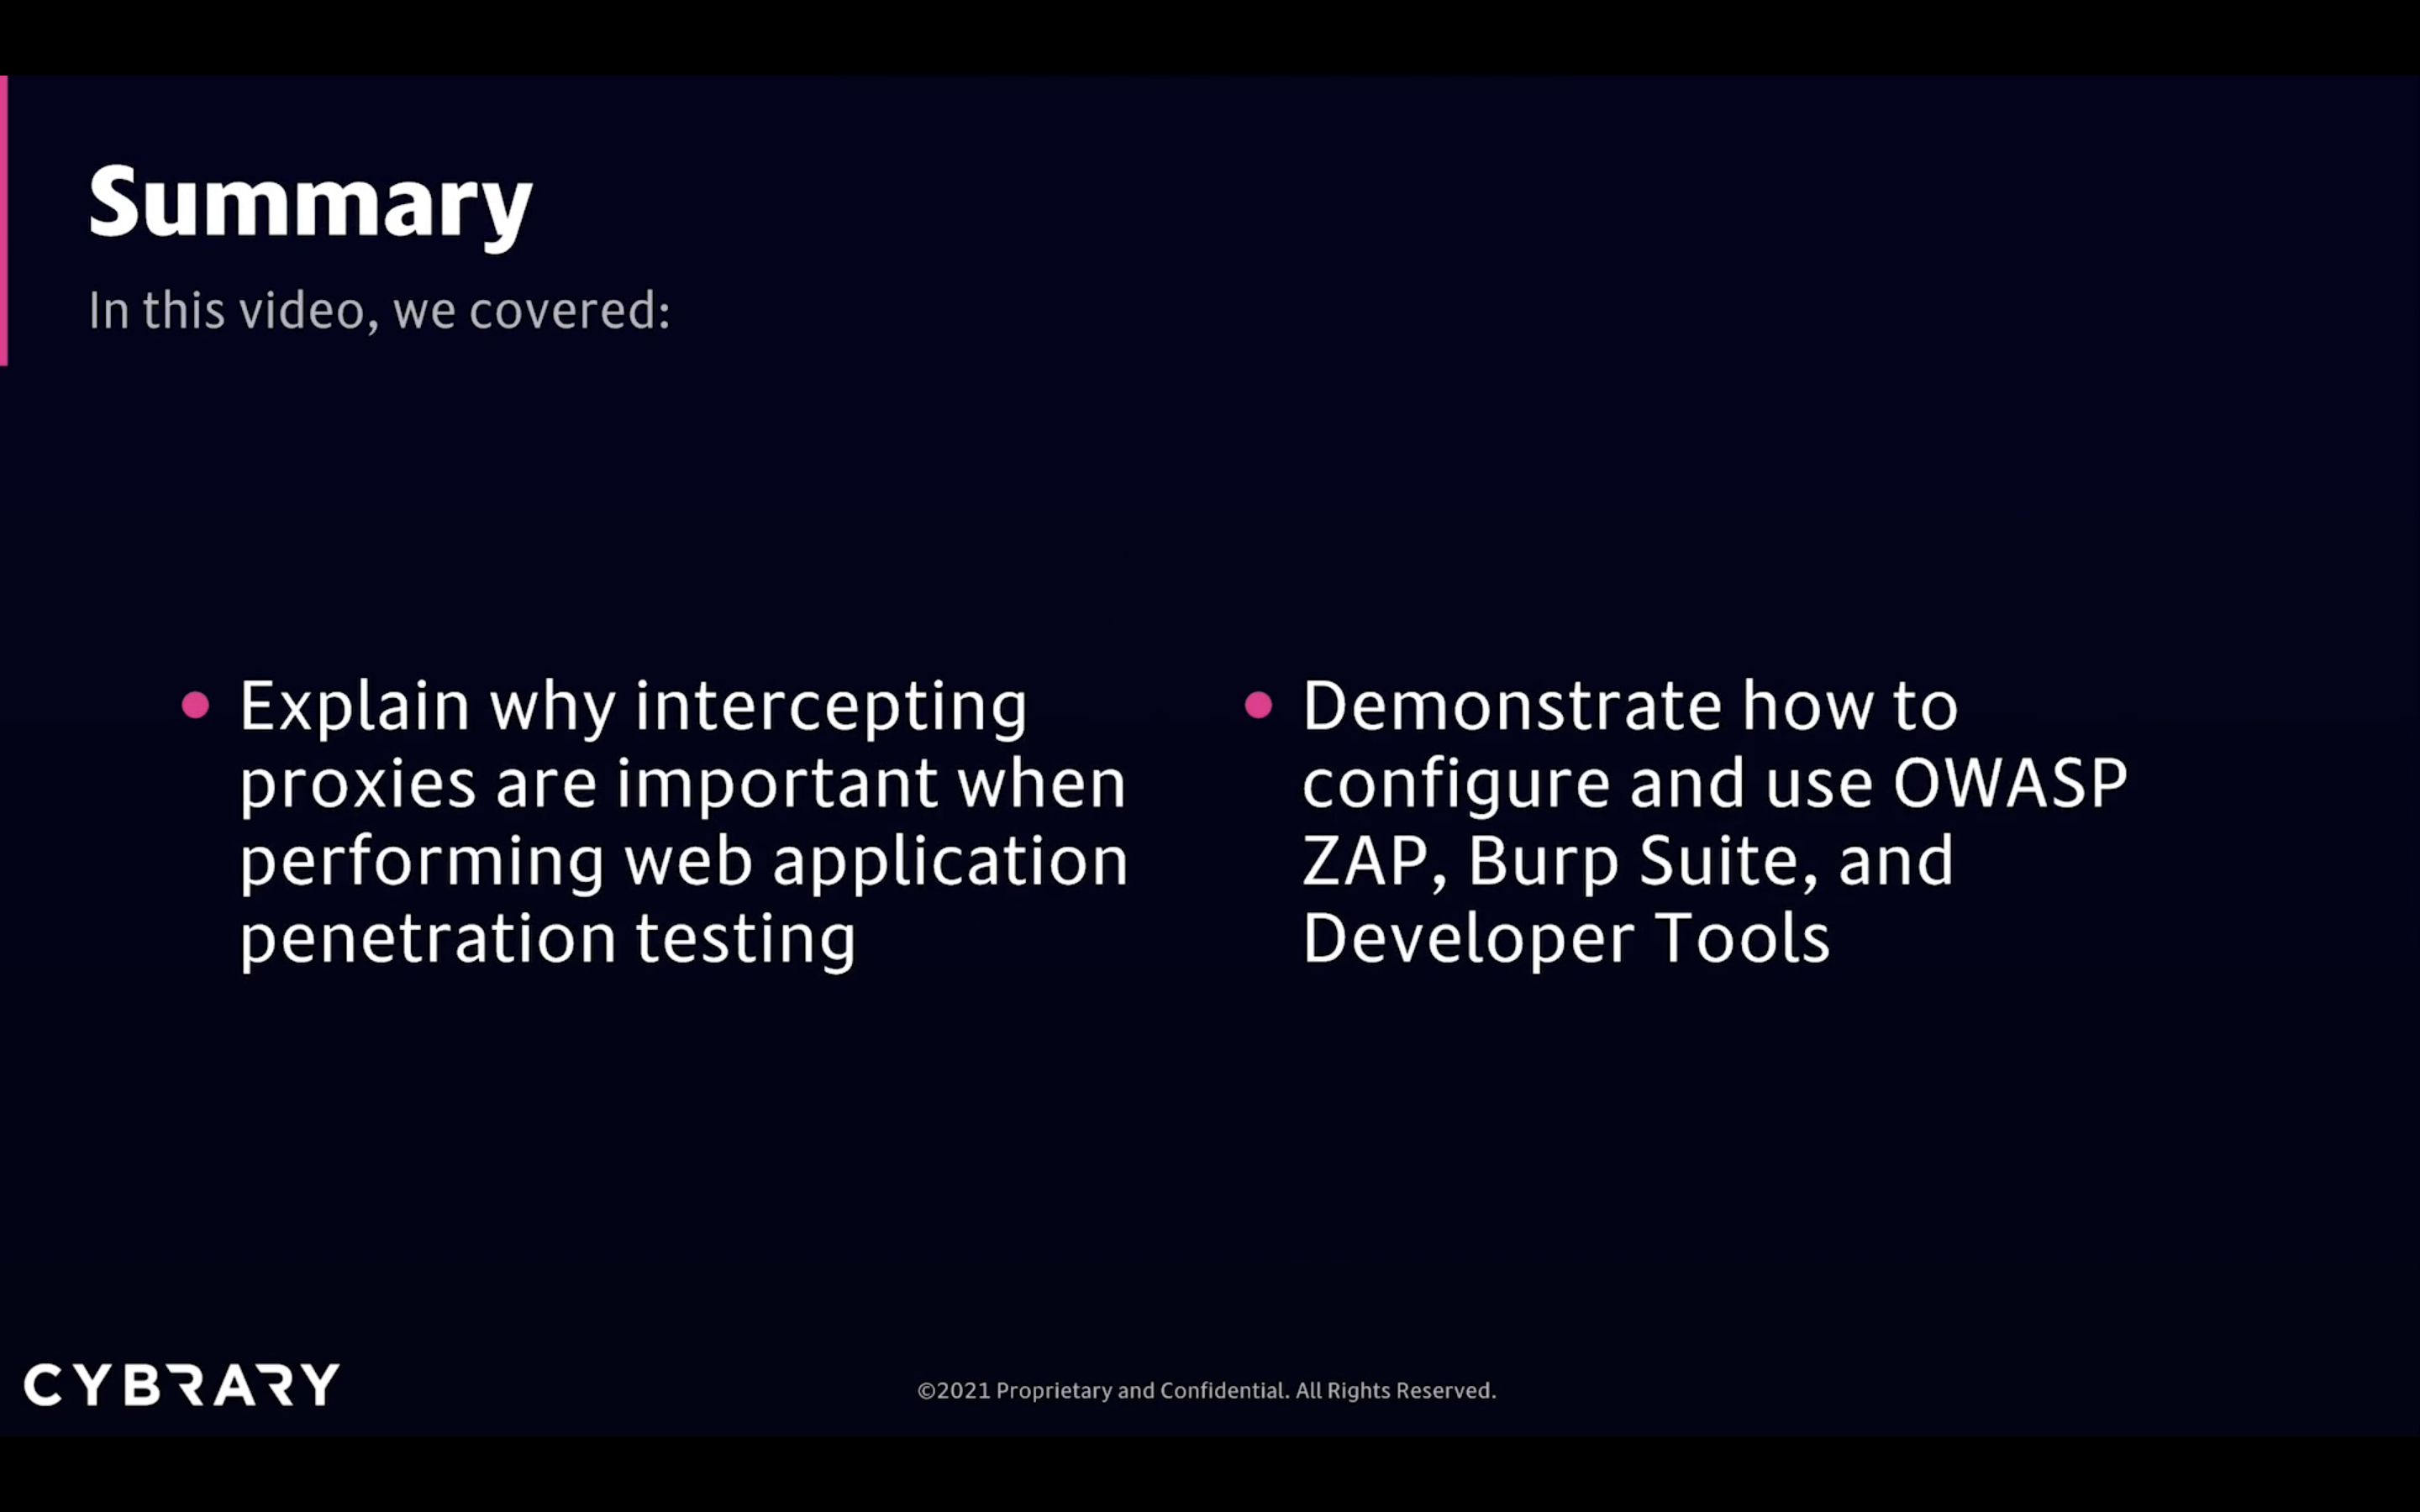 Summary
In this video, we covered:
Explain why intercepting
proxies are important when
performing web application
penetration testing
Demonstrate how to
configure and use OWASP
ZAP, Burp Suite, and
Developer Tools
CYBRARY
©2021 Proprietary and Confidential. All Rights Reserved.